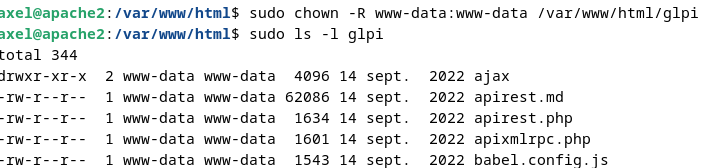 axel@apache2:/var/www/html$ sudo chown -R www-data:www-data /var/www/html/glpi
axel@apache2:/var/www/html$ sudo ls -l glpi
total 344
drwxr-xr-x  2 www-data www-data  4096 14 sept.  2022 ajax
-rw-r--r--  1 www-data www-data 62086 14 sept.  2022 apirest.md
-rw-r--r--  1 www-data www-data  1634 14 sept.  2022 apirest.php
-rw-r--r--  1 www-data www-data  1601 14 sept.  2022 apixmlrpc.php
-rw-r--r--  1 www-data www-data  1543 14 sept.  2022 babel.config.js